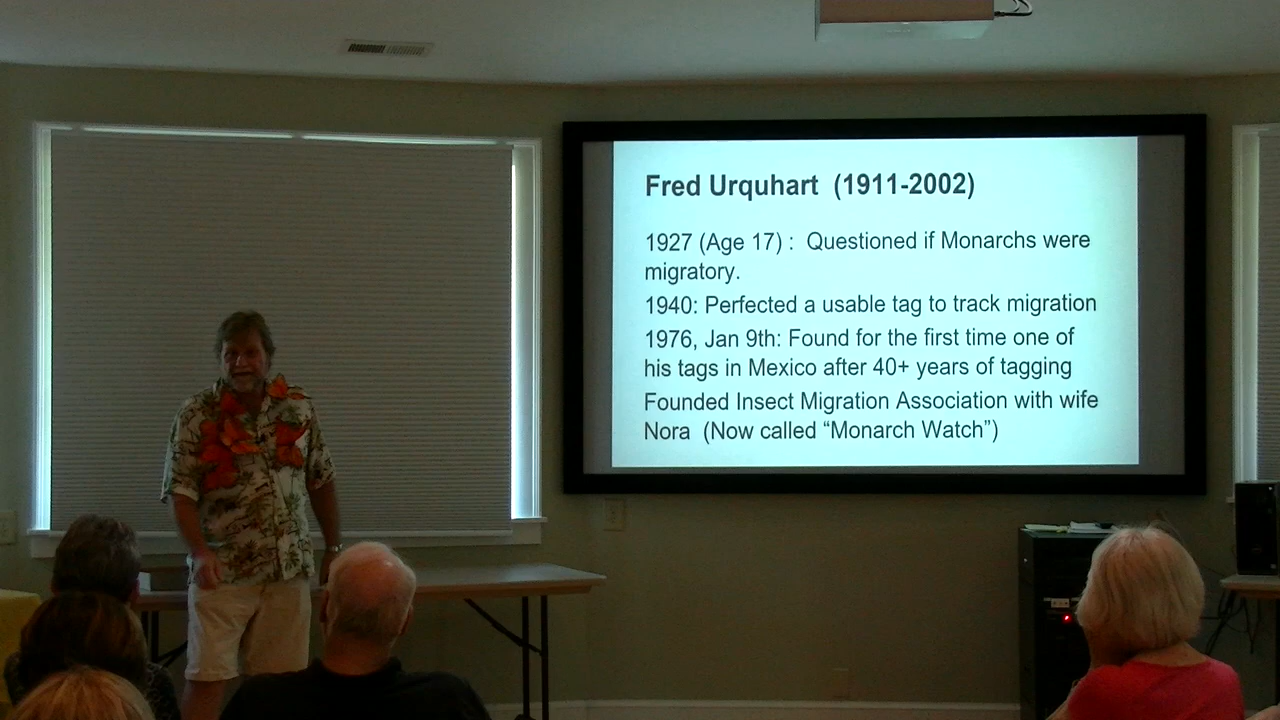 Fred Urquhart (1911-2002)
1927 (Age 17) : Questioned if Monarchs were
migratory.
1940: Perfected a usable tag to track migration
1976, Jan 9th: Found for the first time one of
his tags in Mexico after 40+ years of tagging
Founded Insect Migration Association with wife
Nora (Now called “Monarch Watch”)